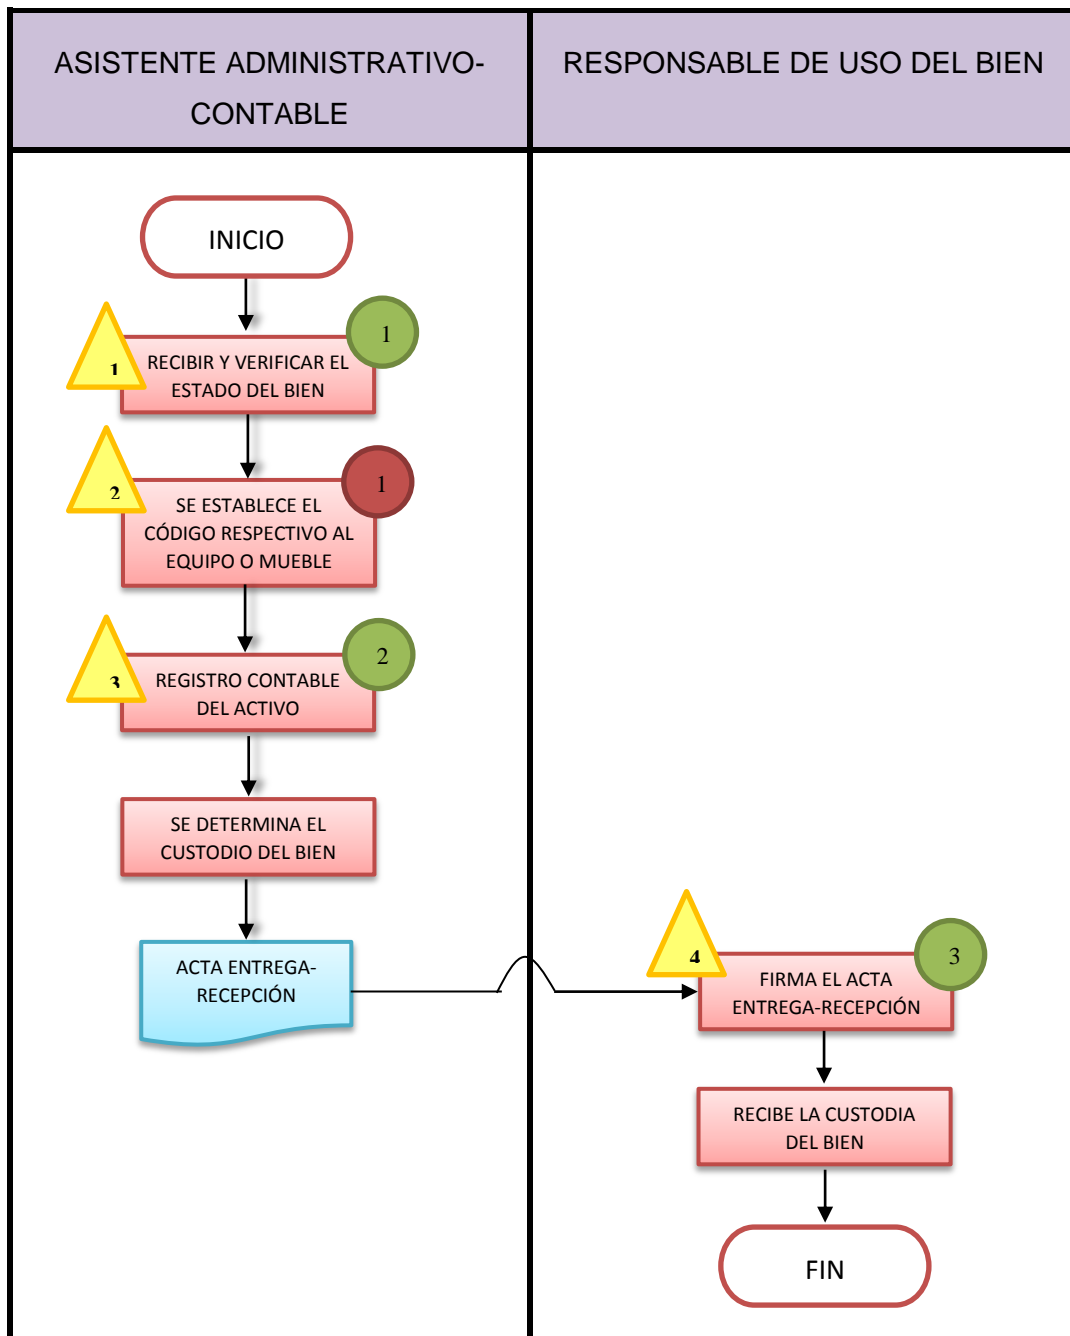 ASISTENTE ADMINISTRATIVO-
CONTABLE
RESPONSABLE DE USO DEL BIEN
INICIO
1
1
RECIBIR Y VERIFICAR EL
ESTADO DEL BIEN
2
1
SE ESTABLECE EL
CÓDIGO RESPECTIVO AL
EQUIPO O MUEBLE
3
2
REGISTRO CONTABLE
DEL ACTIVO
SE DETERMINA EL
CUSTODIO DEL BIEN
ACTA ENTREGA-
RECEPCIÓN
4
3
FIRMA EL ACTA
ENTREGA-RECEPCIÓN
RECIBE LA CUSTODIA
DEL BIEN
FIN